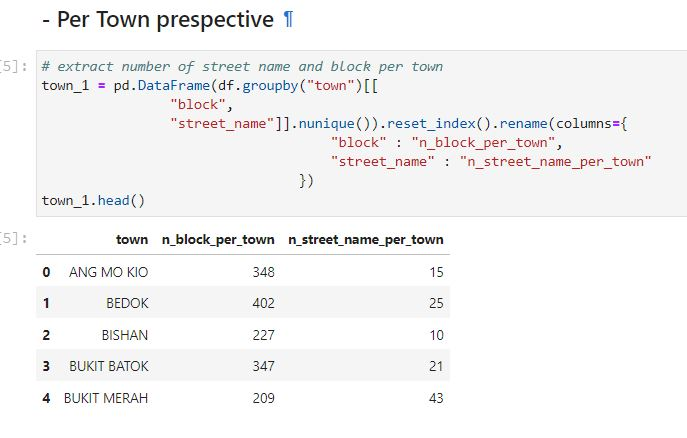 - Per Town prespective ¶
[5]: # extract number of street name and block per town
town_1 = pd.DataFrame(df.groupby("town")[[
"block",
"street_name"]].nunique()).reset_index().rename(columns={
"block" : "n_block_per_town",
"street_name" : "n_street_name_per_town"
})
town_1.head()
[5]: town n_block_per_town n_street_name_per_town
0 ANG MO KIO 348 15
1 BEDOK 402 25
2 BISHAN 227 10
3 BUKIT BATOK 347 21
4 BUKIT MERAH 209 43